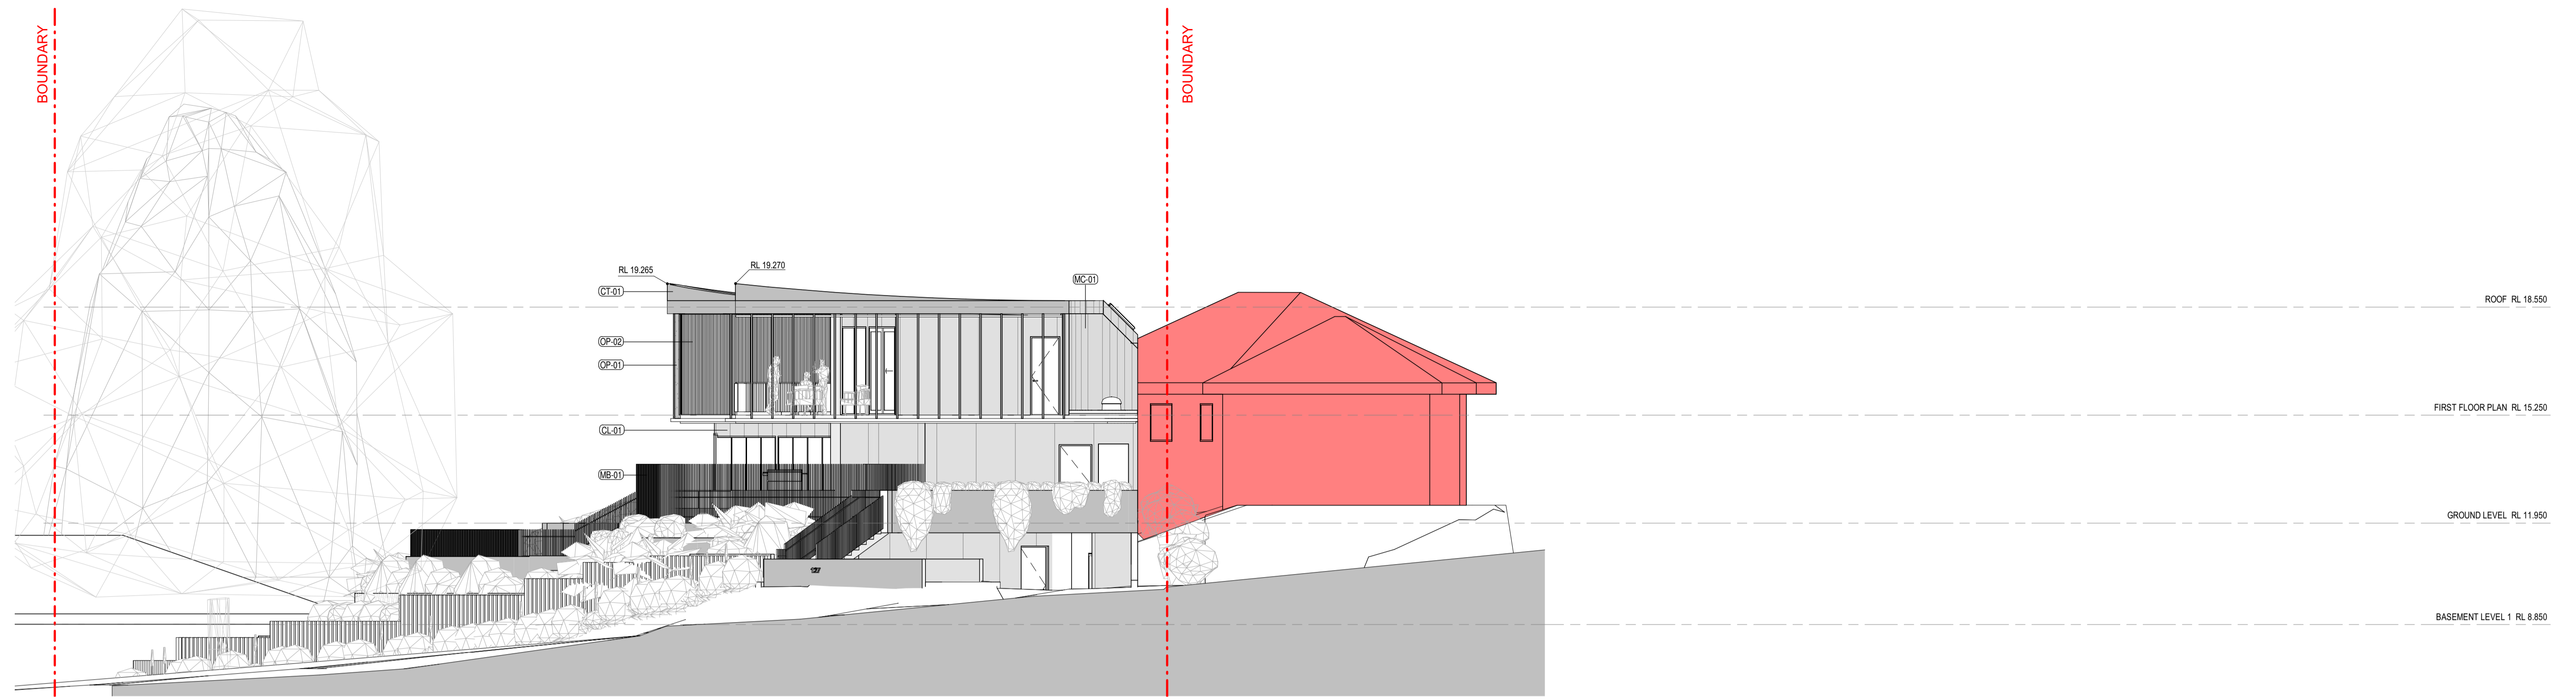 BOUNDARY
BOUNDARY
RL 19.265
RL 19.270
CT-01
MC-01
ROOF RL 18.550
OP-02
OP-01
FIRST FLOOR PLAN RL 15.250
CL-01
MB-01
GROUND LEVEL RL 11.950
BASEMENT LEVEL 1 RL 8.850